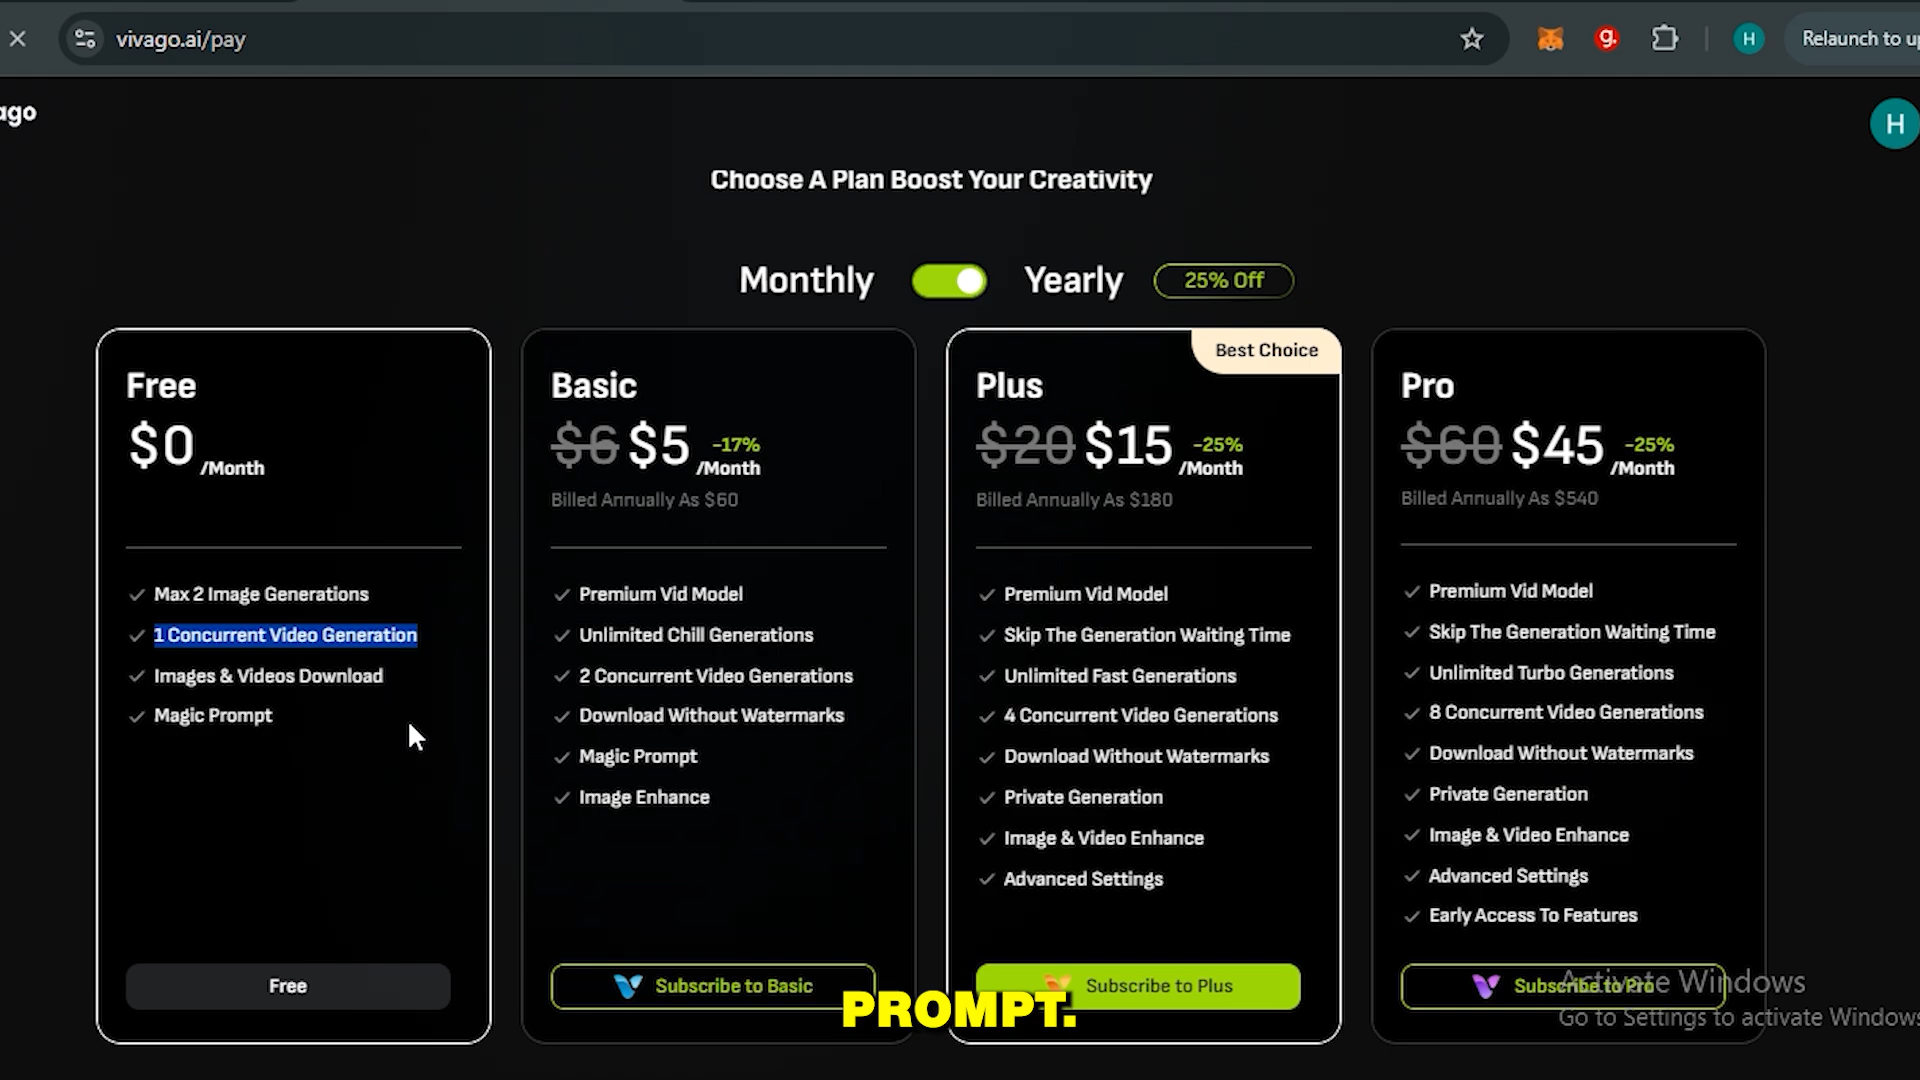 vivago.ai/pay
g.
H
Relaunch to up
ago
H
Choose A Plan Boost Your Creativity
Monthly
Yearly
25% Off
Free
$0 /Month
Max 2 Image Generations
1 Concurrent Video Generation
Images & Videos Download
Magic Prompt
Free
Basic
$6 $5 -17% /Month
Billed Annually As $60
Premium Vid Model
Unlimited Chill Generations
2 Concurrent Video Generations
Download Without Watermarks
Magic Prompt
Image Enhance
Subscribe to Basic
Best Choice
Plus
$20 $15 -25% /Month
Billed Annually As $180
Premium Vid Model
Skip The Generation Waiting Time
Unlimited Fast Generations
4 Concurrent Video Generations
Download Without Watermarks
Private Generation
Image & Video Enhance
Advanced Settings
Subscribe to Plus
Pro
$60 $45 -25% /Month
Billed Annually As $540
Premium Vid Model
Skip The Generation Waiting Time
Unlimited Turbo Generations
8 Concurrent Video Generations
Download Without Watermarks
Private Generation
Image & Video Enhance
Advanced Settings
Early Access To Features
Subscribe to Pro
PROMPT.
Activate Windows
Go to Settings to activate Windows